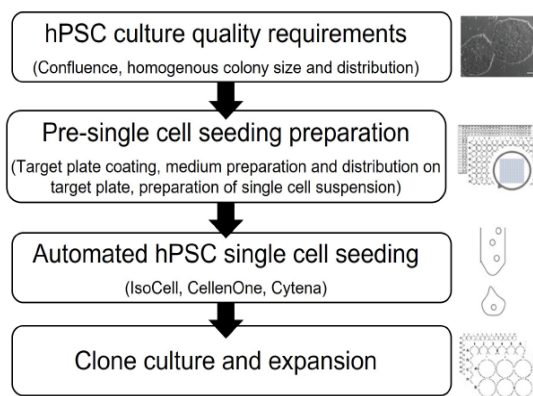 hPSC culture quality requirements
(Confluence, homogenous colony size and distribution)
Pre-single cell seeding preparation
(Target plate coating, medium preparation and distribution on
target plate, preparation of single cell suspension)
Automated hPSC single cell seeding
(IsoCell, CellenOne, Cytena)
Clone culture and expansion